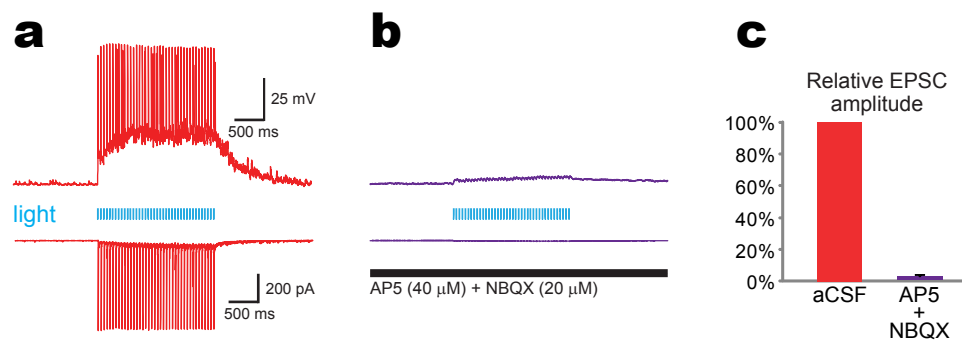 a
25 mV
500 ms
light
200 pA
500 ms
b
AP5 (40 μM) + NBQX (20 μM)
c
Relative EPSC
amplitude
100%
80%
60%
40%
20%
0%
aCSF
AP5
+
NBQX